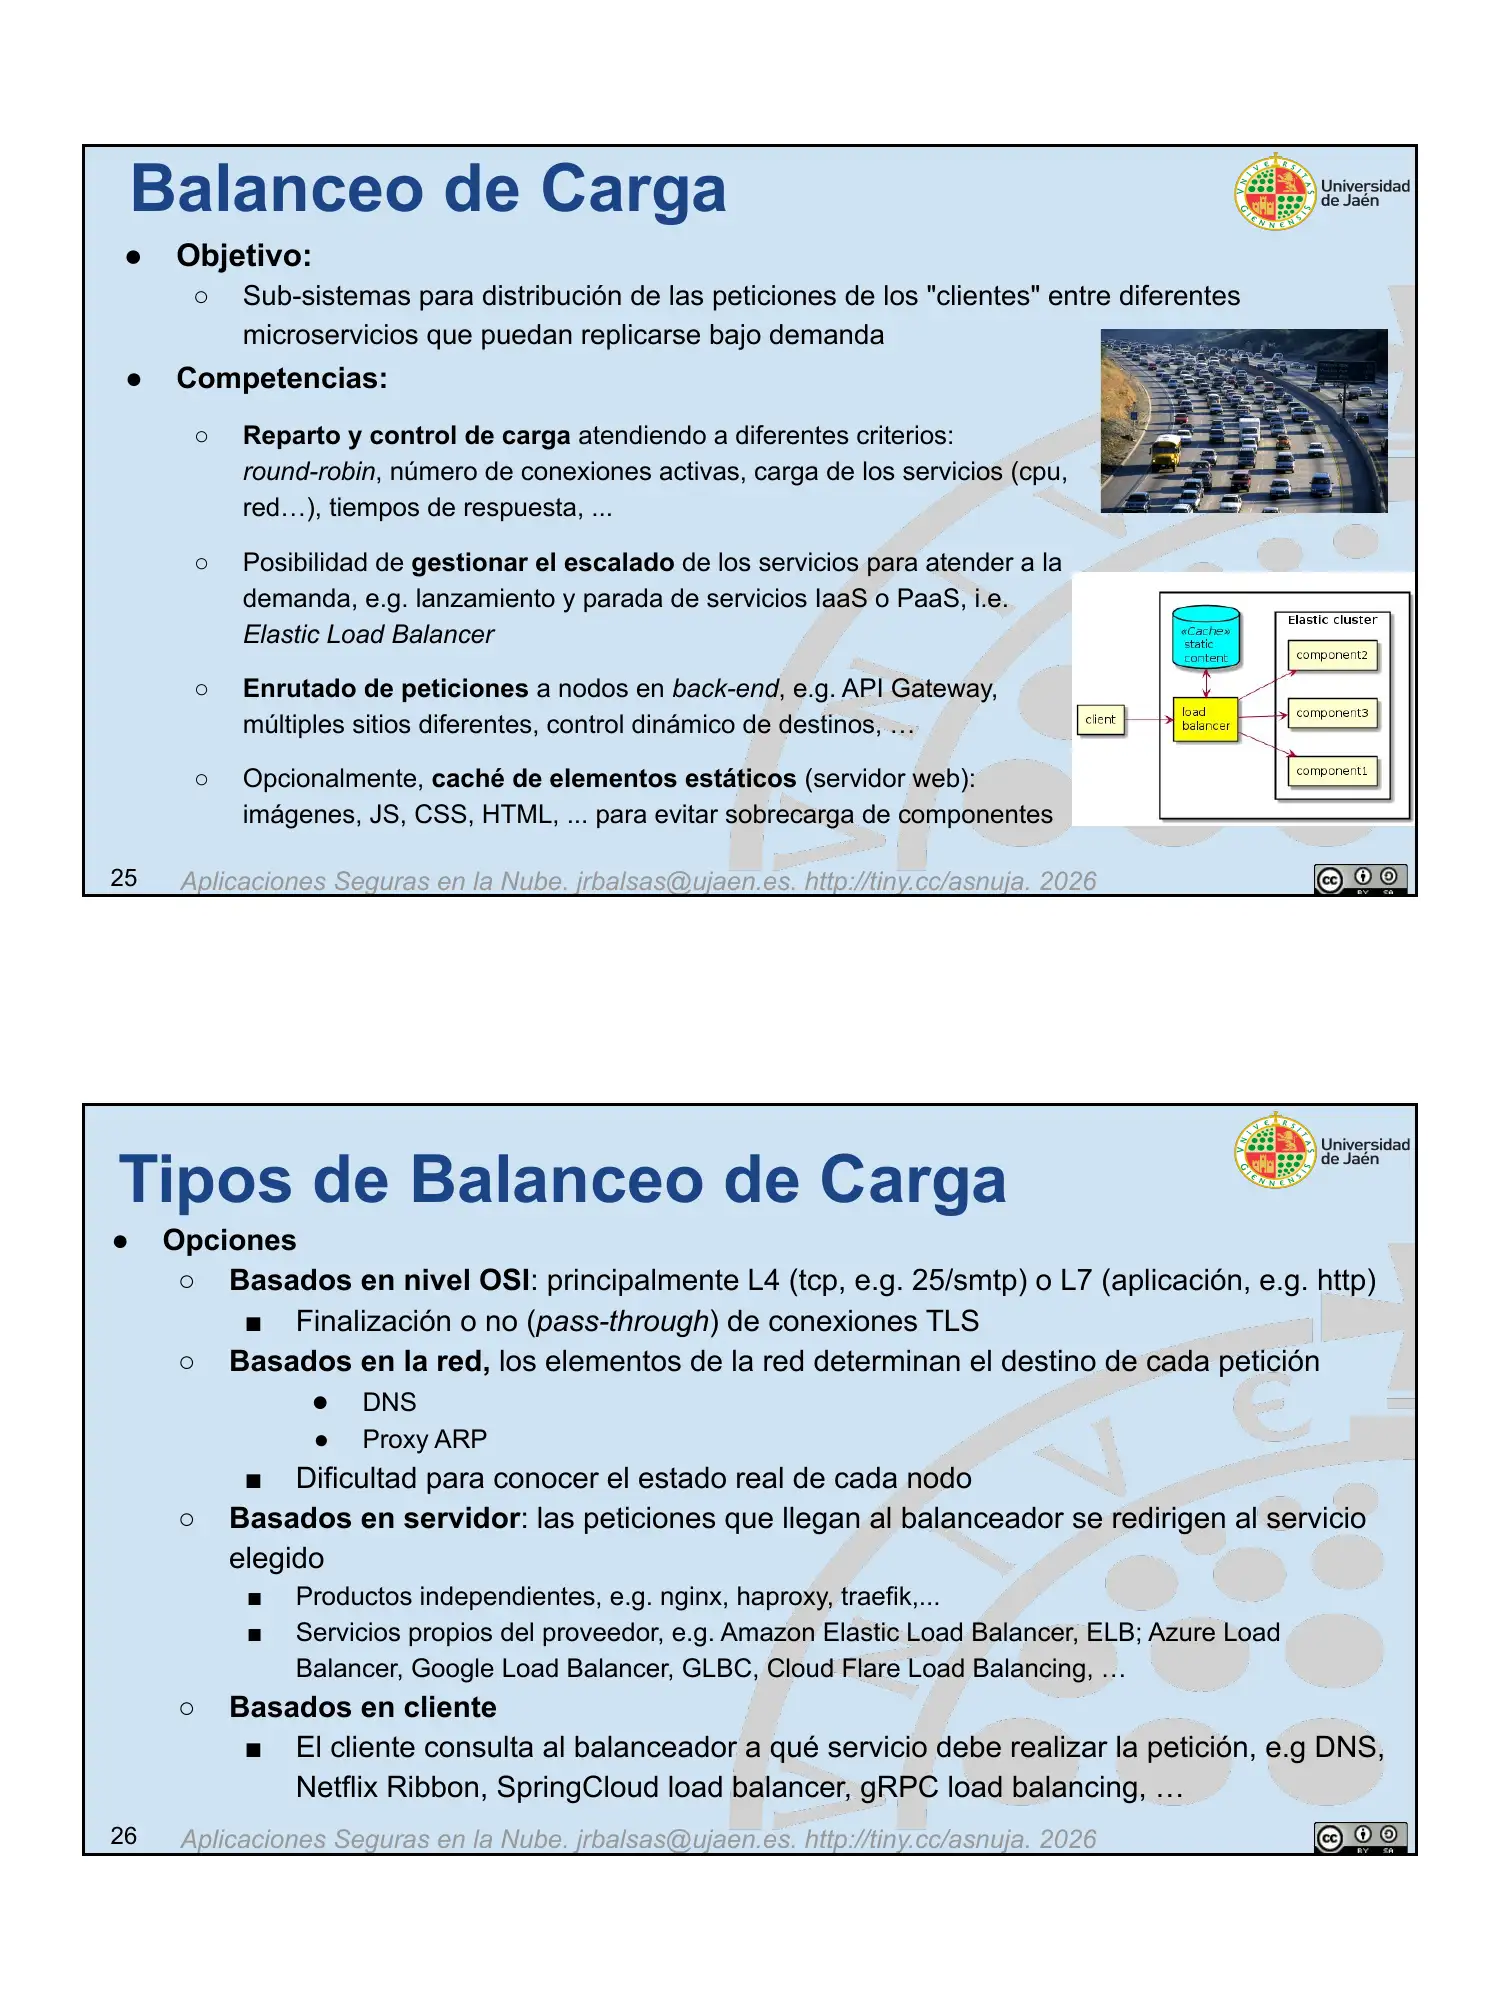 Balanceo de Carga
Universidad
de Jaén
● Objetivo:
○ Sub-sistemas para distribución de las peticiones de los "clientes" entre diferentes
microservicios que puedan replicarse bajo demanda
● Competencias:
○ Reparto y control de carga atendiendo a diferentes criterios:
round-robin, número de conexiones activas, carga de los servicios (cpu,
red…), tiempos de respuesta, ...
○ Posibilidad de gestionar el escalado de los servicios para atender a la
demanda, e.g. lanzamiento y parada de servicios IaaS o PaaS, i.e.
Elastic Load Balancer
○ Enrutado de peticiones a nodos en back-end, e.g. API Gateway,
múltiples sitios diferentes, control dinámico de destinos, …
○ Opcionalmente, caché de elementos estáticos (servidor web):
imágenes, JS, CSS, HTML, ... para evitar sobrecarga de componentes
«Cache»
static
content
Elastic cluster
component2
client
load
balancer
component3
component1
25
Aplicaciones Seguras en la Nube. jrbalsas@ujaen.es. http://tiny.cc/asnuja. 2026
cc
BY SA
Tipos de Balanceo de Carga
Universidad
de Jaén
● Opciones
○ Basados en nivel OSI: principalmente L4 (tcp, e.g. 25/smtp) o L7 (aplicación, e.g. http)
■ Finalización o no (pass-through) de conexiones TLS
○ Basados en la red, los elementos de la red determinan el destino de cada petición
● DNS
● Proxy ARP
■ Dificultad para conocer el estado real de cada nodo
○ Basados en servidor: las peticiones que llegan al balanceador se redirigen al servicio
elegido
■ Productos independientes, e.g. nginx, haproxy, traefik,...
■ Servicios propios del proveedor, e.g. Amazon Elastic Load Balancer, ELB; Azure Load
Balancer, Google Load Balancer, GLBC, Cloud Flare Load Balancing, …
○ Basados en cliente
■ El cliente consulta al balanceador a qué servicio debe realizar la petición, e.g DNS,
Netflix Ribbon, SpringCloud load balancer, gRPC load balancing, …
26
Aplicaciones Seguras en la Nube. jrbalsas@ujaen.es. http://tiny.cc/asnuja. 2026
cc
BY SA